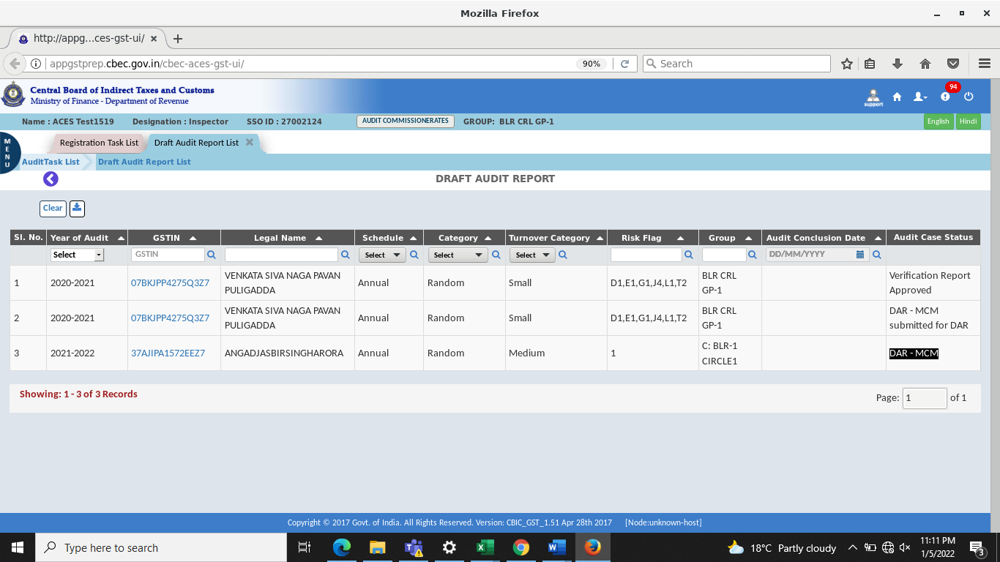 Mozilla Firefox
http://appg...ces-gst-ui/
appgstprep.cbec.gov.in/cbec-aces-gst-ui/
90%
Search
Central Board of Indirect Taxes and Customs
Ministry of Finance - Department of Revenue
support
94
Name : ACES Test1519 Designation : Inspector SSO ID : 27002124 AUDIT COMMISSIONERATES GROUP: BLR CRL GP-1 English Hindi
MENU
Registration Task List Draft Audit Report List
AuditTask List Draft Audit Report List
DRAFT AUDIT REPORT
Clear
Sl. No. Year of Audit GSTIN Legal Name Schedule Category Turnover Category Risk Flag Group Audit Conclusion Date Audit Case Status
Select GSTIN Select Select Select DD/MM/YYYY
1 2020-2021 07BKJPP4275Q3Z7 VENKATA SIVA NAGA PAVAN PULIGADDA Annual Random Small D1,E1,G1,J4,L1,T2 BLR CRL GP-1 Verification Report Approved
2 2020-2021 07BKJPP4275Q3Z7 VENKATA SIVA NAGA PAVAN PULIGADDA Annual Random Small D1,E1,G1,J4,L1,T2 BLR CRL GP-1 DAR - MCM submitted for DAR
3 2021-2022 37AJIPA1572EEZ7 ANGADJASBIRSINGHARORA Annual Random Medium 1 C: BLR-1 CIRCLE1 DAR - MCM
Showing: 1 - 3 of 3 Records
Page: 1 of 1
Copyright © 2017 Govt. of India. All Rights Reserved. Version: CBIC_GST_1.51 Apr 28th 2017 [Node:unknown-host]
Type here to search
18°C Partly cloudy
11:11 PM
1/5/2022
3